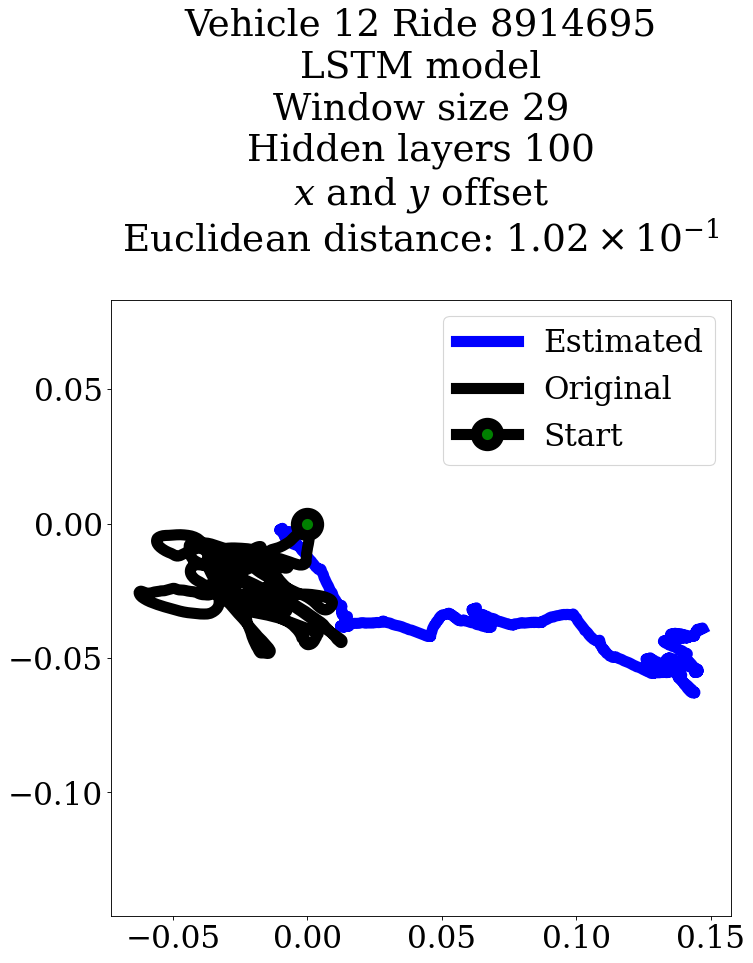 Vehicle 12 Ride 8914695
LSTM model
Window size 29
Hidden layers 100
x and y offset
Euclidean distance: 1.02 × 10⁻¹
Estimated
Original
Start
0.05
0.00
−0.05
−0.10
−0.05 0.00 0.05 0.10 0.15